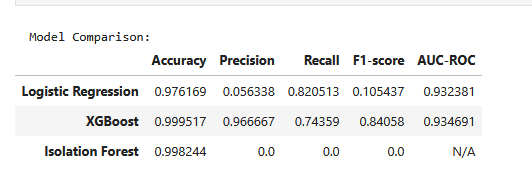 Model Comparison:
Accuracy Precision Recall F1-score AUC-ROC
Logistic Regression 0.976169 0.056338 0.820513 0.105437 0.932381
XGBoost 0.999517 0.966667 0.74359 0.84058 0.934691
Isolation Forest 0.998244 0.0 0.0 0.0 N/A